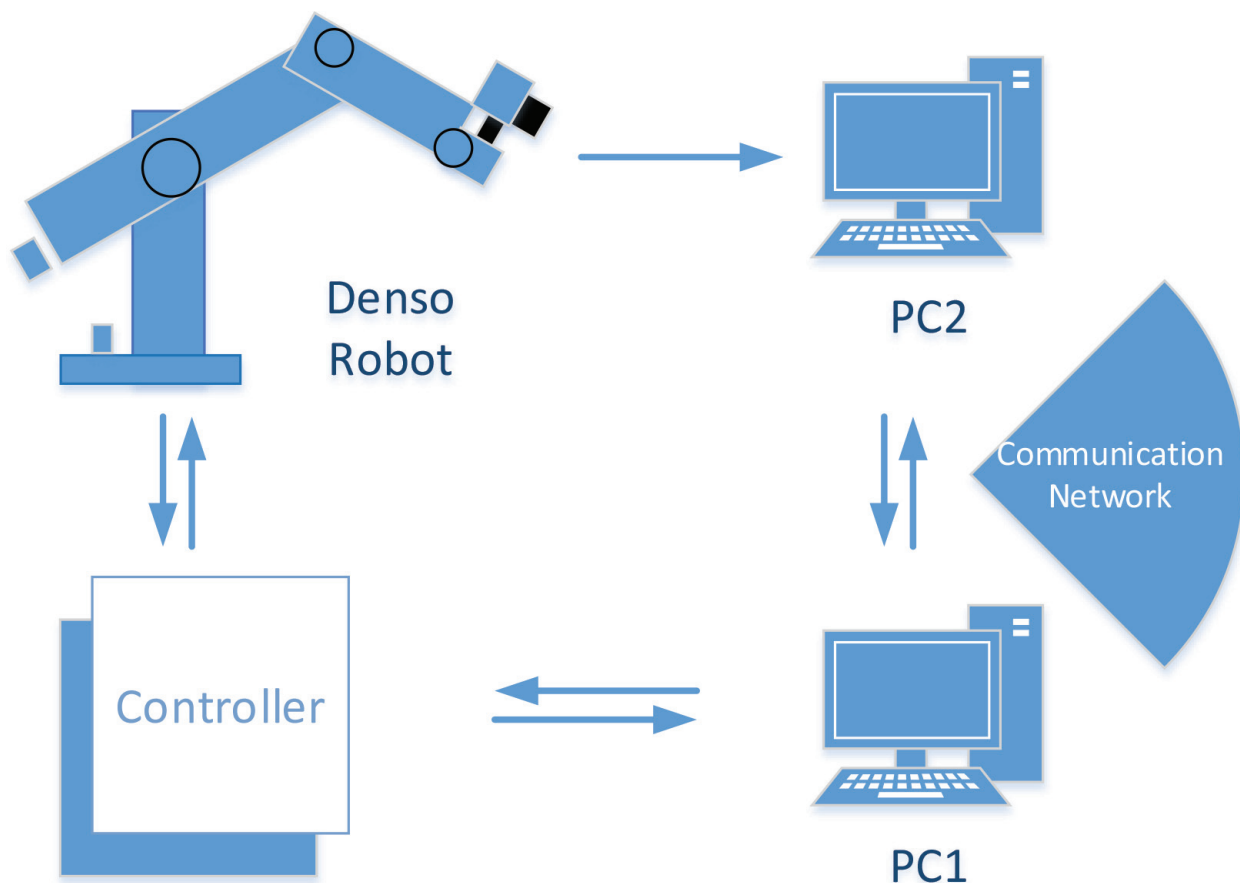 Denso
Robot
PC2
Communication
Network
Controller
PC1